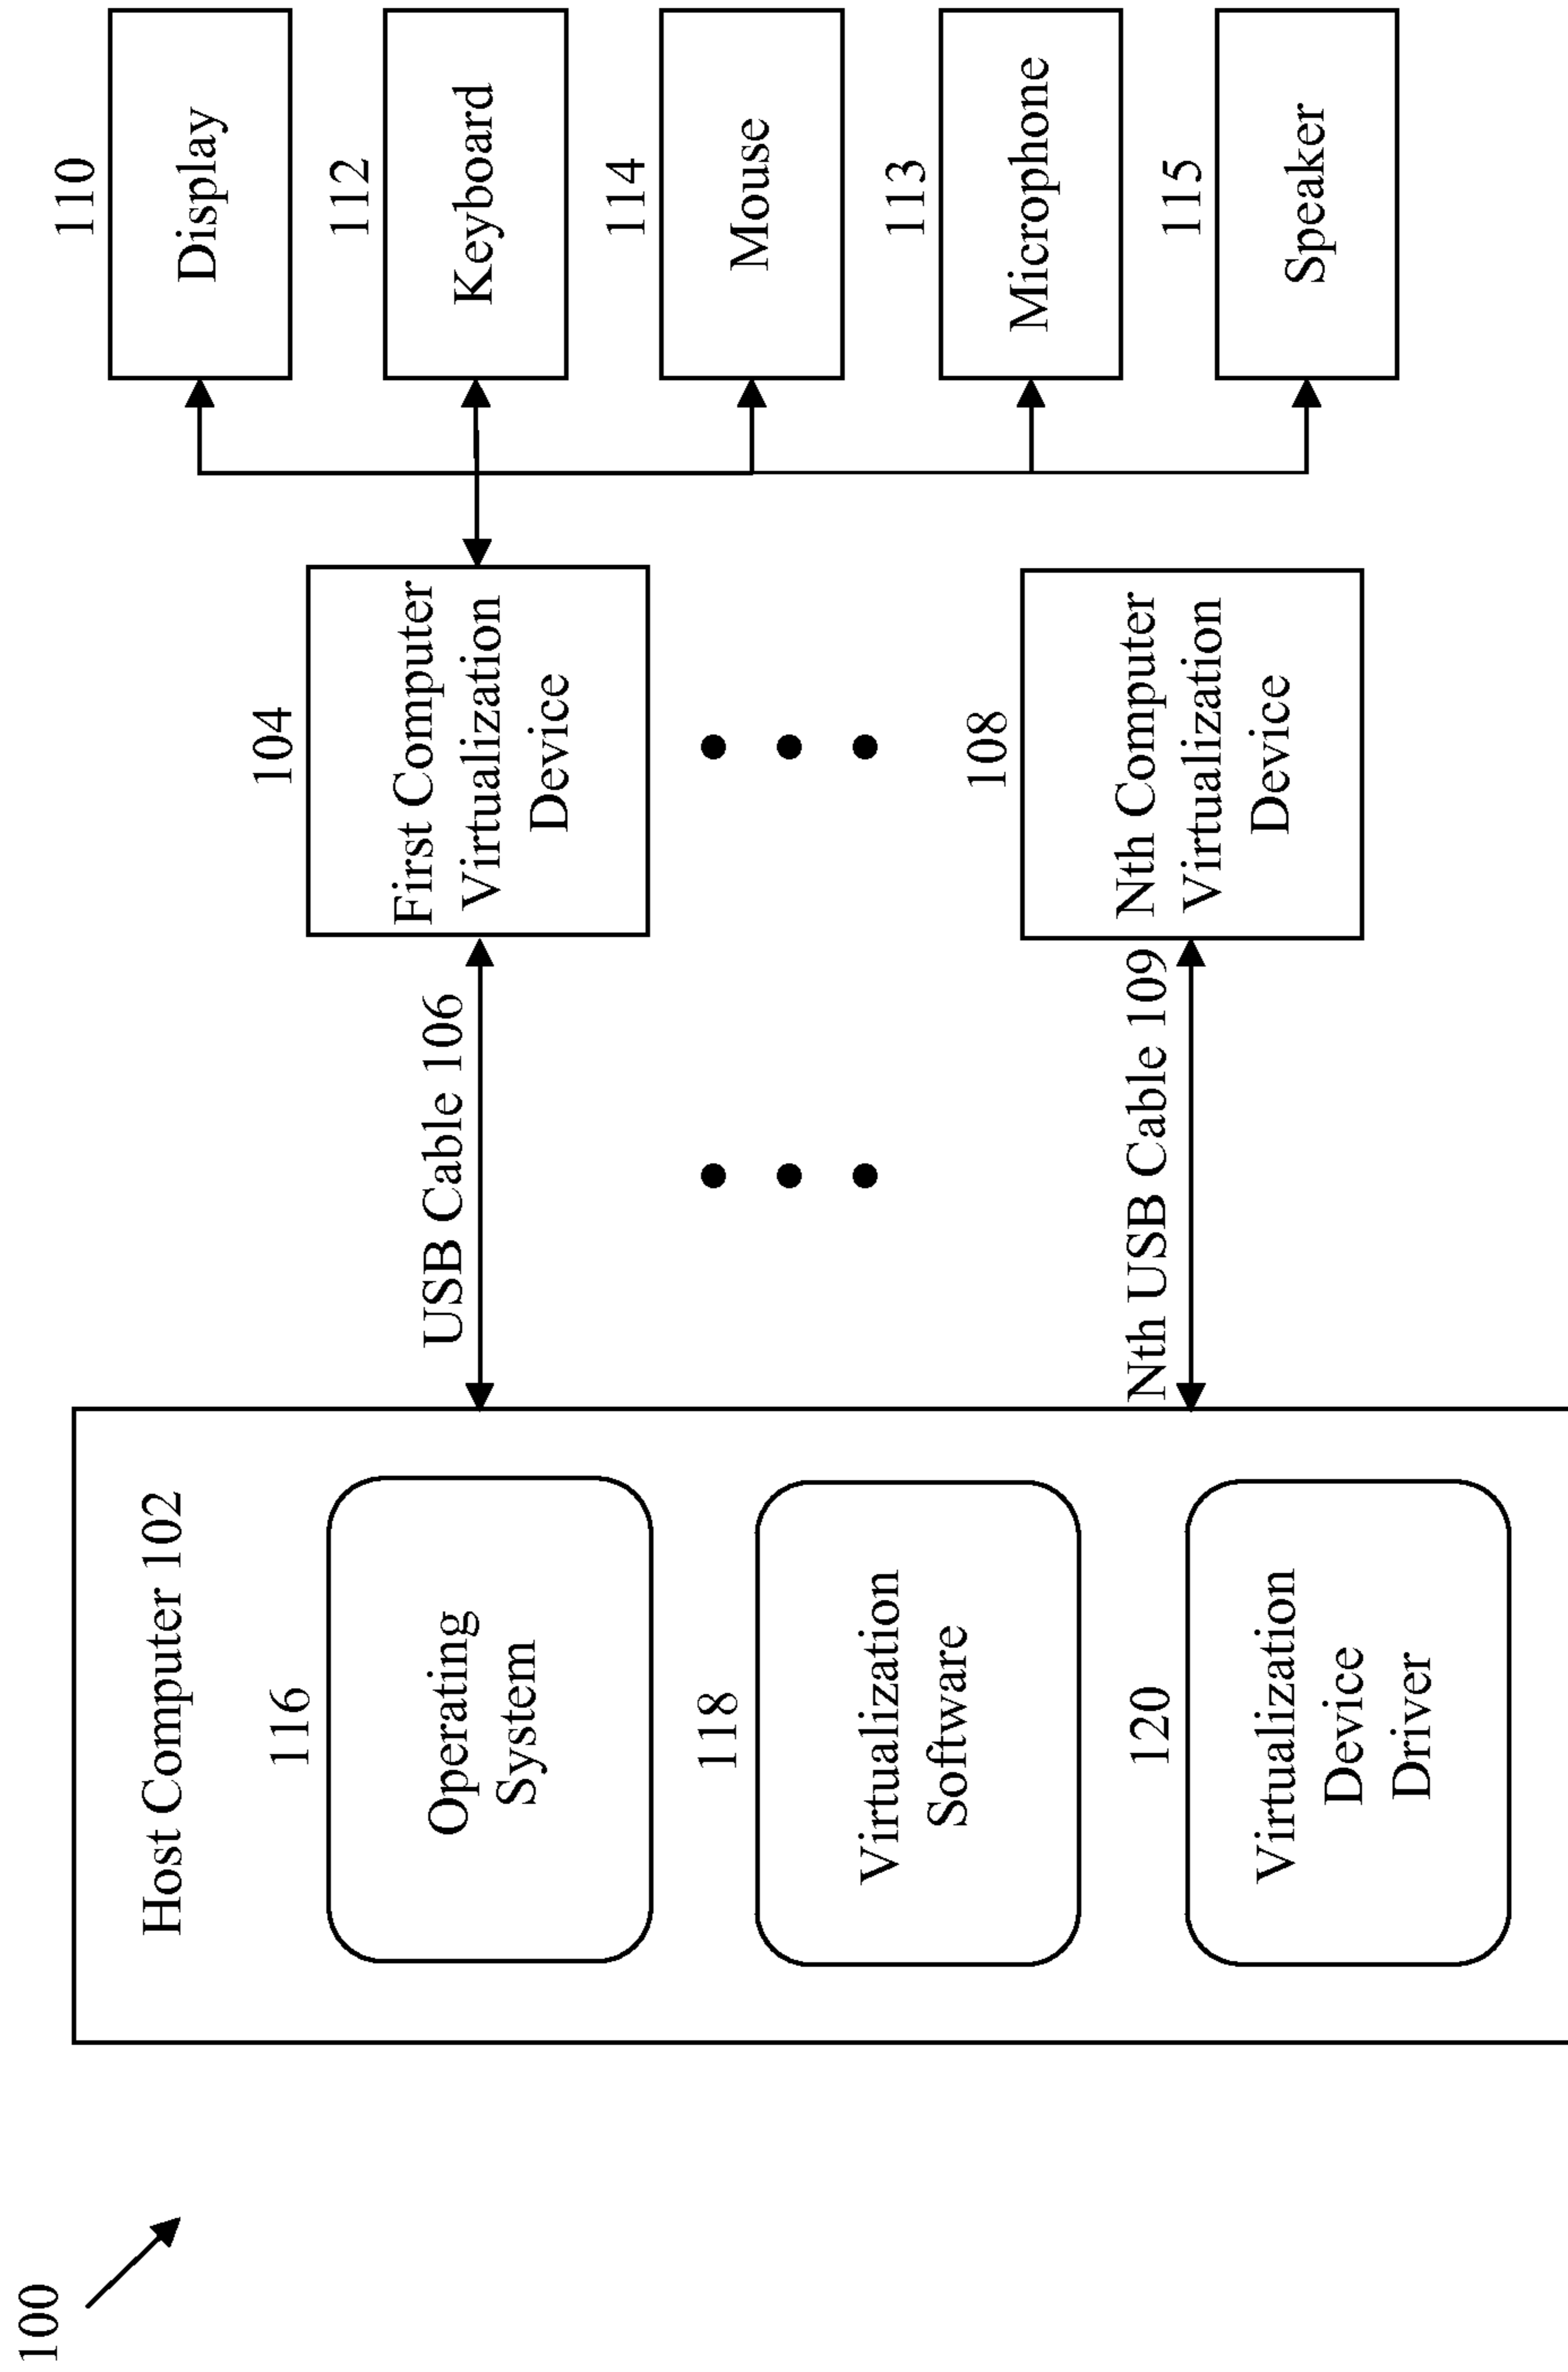 100
Host Computer 102
116
Operating
System
118
Virtualization
Software
120
Virtualization
Device
Driver
USB Cable 106
Nth USB Cable 109
104
First Computer
Virtualization
Device
108
Nth Computer
Virtualization
Device
110
Display
112
Keyboard
114
Mouse
113
Microphone
115
Speaker